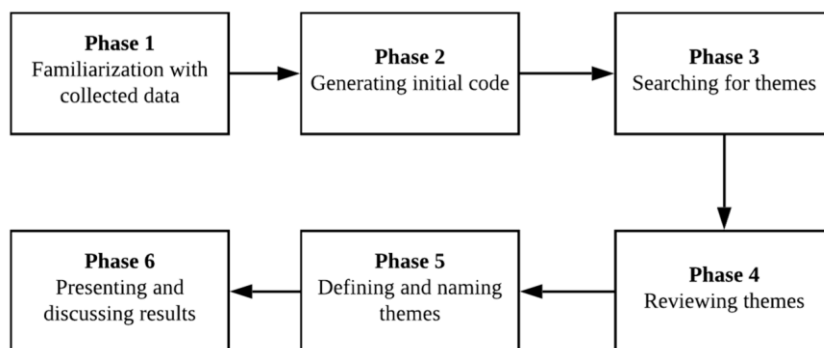 Phase 1
Familiarization with
collected data
Phase 2
Generating initial code
Phase 3
Searching for themes
Phase 4
Reviewing themes
Phase 5
Defining and naming
themes
Phase 6
Presenting and
discussing results